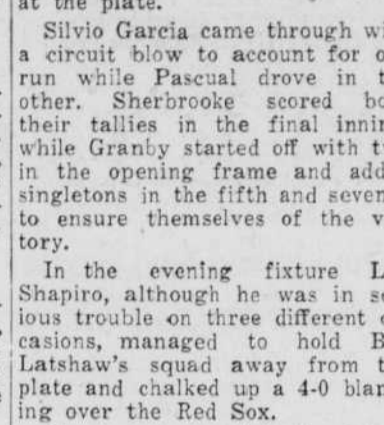 at the plate.
Silvio Garcia came through wi
a circuit blow to account for o
run while Pascual drove in t
other. Sherbrooke scored bo
their tallies in the final innin
while Granby started off with t
in the opening frame and add
singletons in the fifth and seven
to ensure themselves of the v
tory.
In the evening fixture L
Shapiro, although he was in se
ious trouble on three different o
casions, managed to hold B
Latshaw's squad away from t
plate and chalked up a 4-0 blan
ing over the Red Sox.